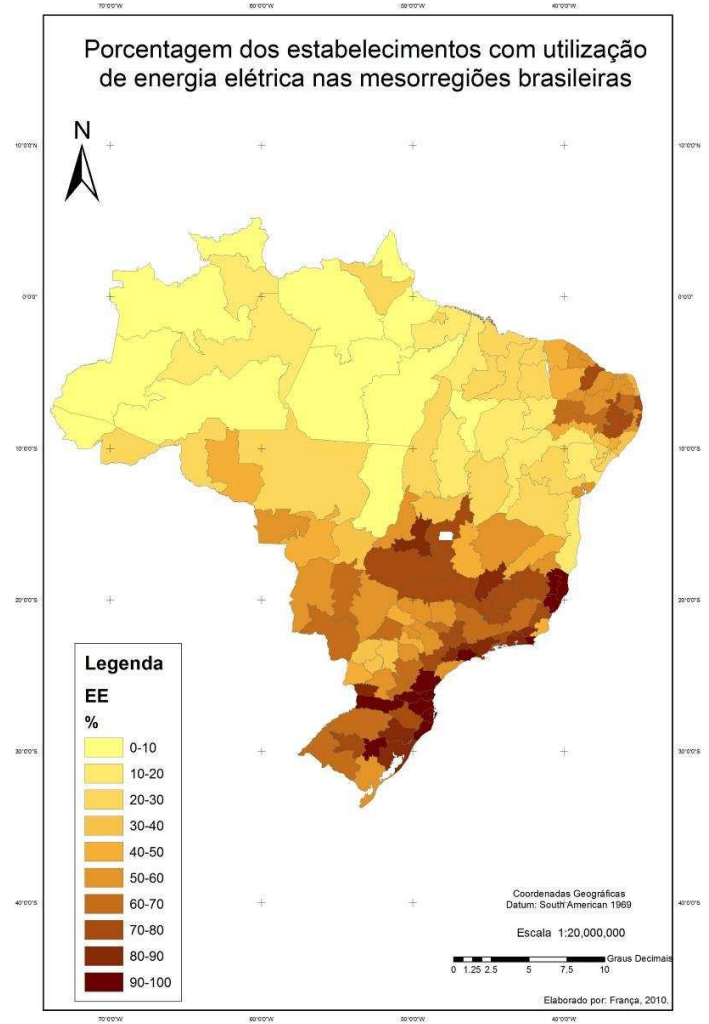 70°0'0"W 60°0'0"W 50°0'0"W 40°0'0"W
Porcentagem dos estabelecimentos com utilização
de energia elétrica nas mesorregiões brasileiras
N
10°0'0"N 10°0'0"N
0°0'0" 0°0'0"
10°0'0"S 10°0'0"S
20°0'0"S 20°0'0"S
Legenda
EE
%
0-10
10-20
20-30
30-40
40-50
50-60
60-70
70-80
80-90
90-100
30°0'0"S 30°0'0"S
40°0'0"S 40°0'0"S
Coordenadas Geográficas
Datum: South American 1969
Escala 1:20,000,000
Graus Decimais
0 1.25 2.5 5 7.5 10
Elaborado por: França, 2010.
70°0'0"W 60°0'0"W 50°0'0"W 40°0'0"W